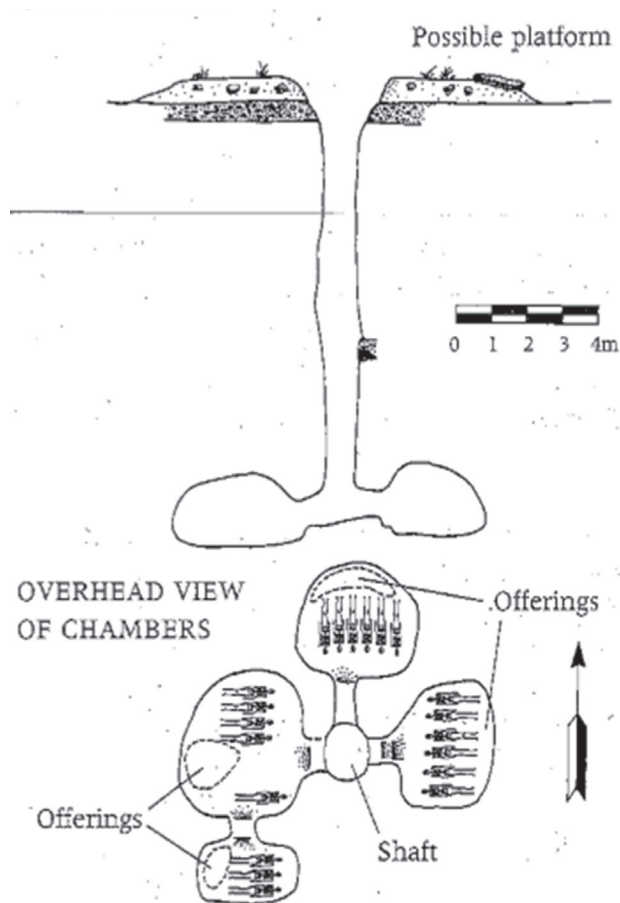 Possible platform
0 1 2 3 4m
OVERHEAD VIEW
OF CHAMBERS
Offerings
Offerings
Shaft